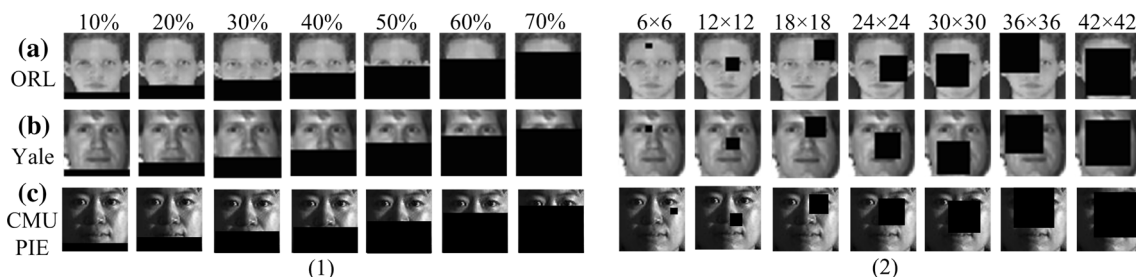 10% 20% 30% 40% 50% 60% 70% 6×6 12×12 18×18 24×24 30×30 36×36 42×42
(a)
ORL
(b)
Yale
(c)
CMU
PIE
(1) (2)